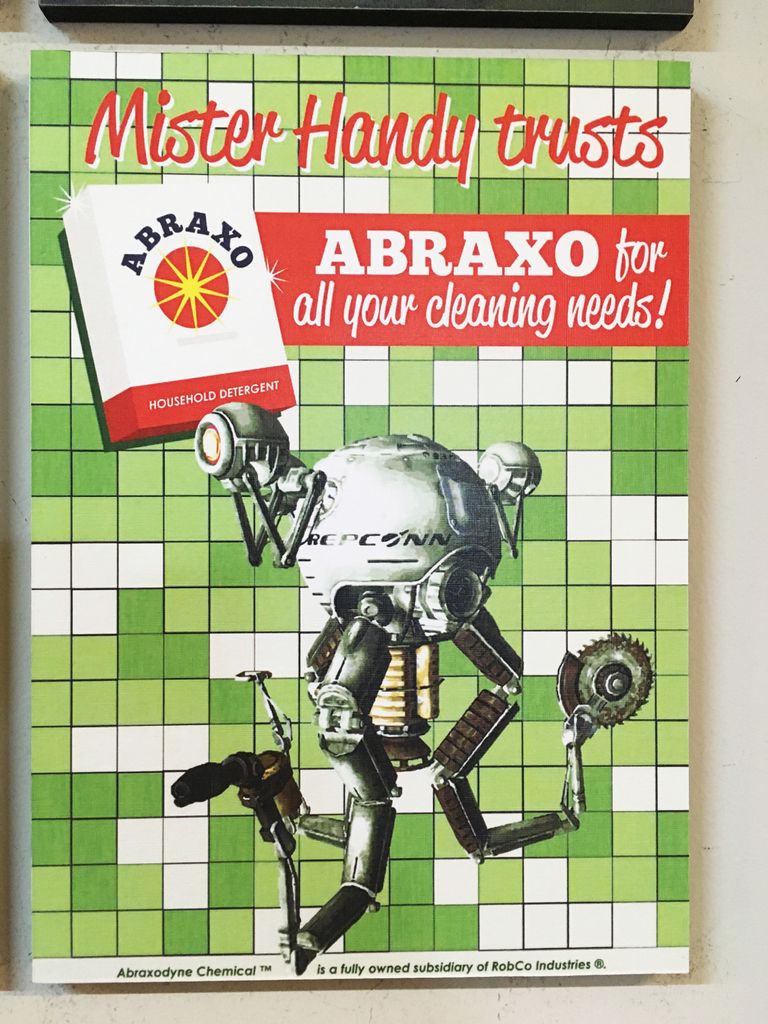 Mister Handy trusts
ABRAXO
ABRAXO for
all your cleaning needs!
HOUSEHOLD DETERGENT
REPCONN
Abraxodyne Chemical ™ is a fully owned subsidiary of RobCo Industries ®.